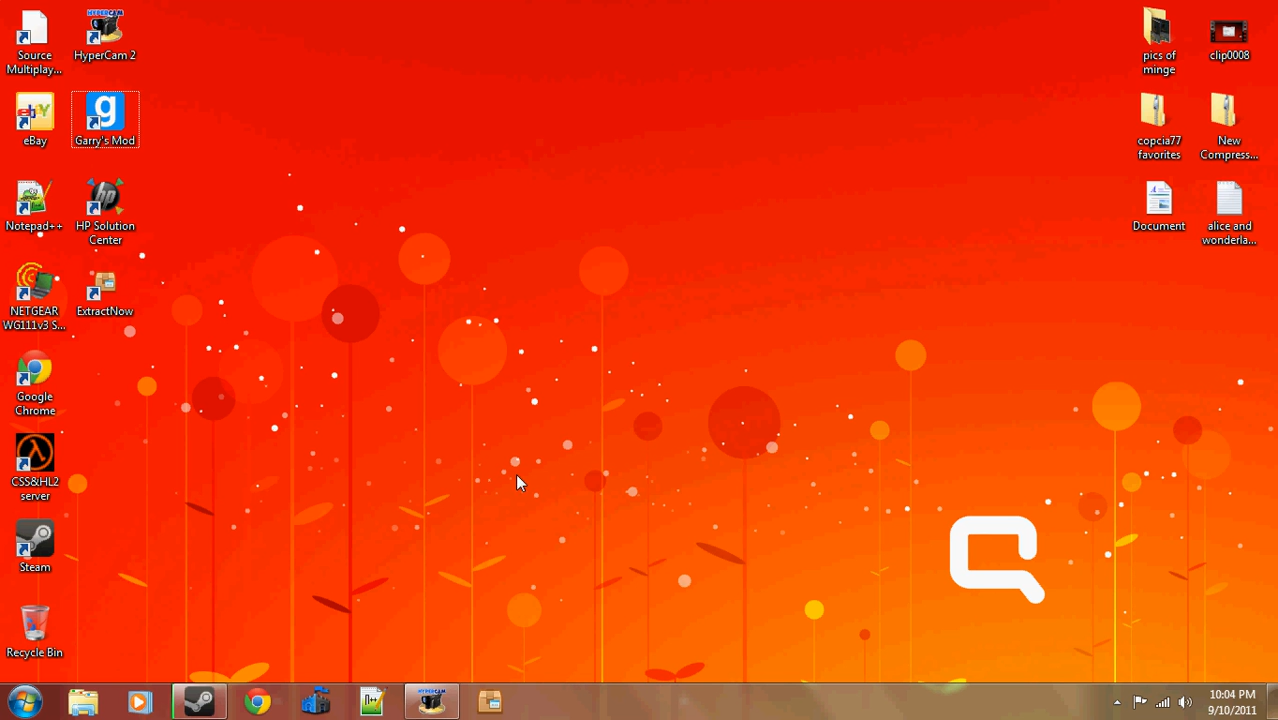 Source
Multiplay...
HyperCam 2
eBay
Garry's Mod
Notepad++
HP Solution
Center
NETGEAR
WG111v3 S...
ExtractNow
Google
Chrome
CSS&HL2
server
Steam
Recycle Bin
pics of
minge
clip0008
copcia77
favorites
New
Compress...
Document
alice and
wonderla...
10:04 PM
9/10/2011